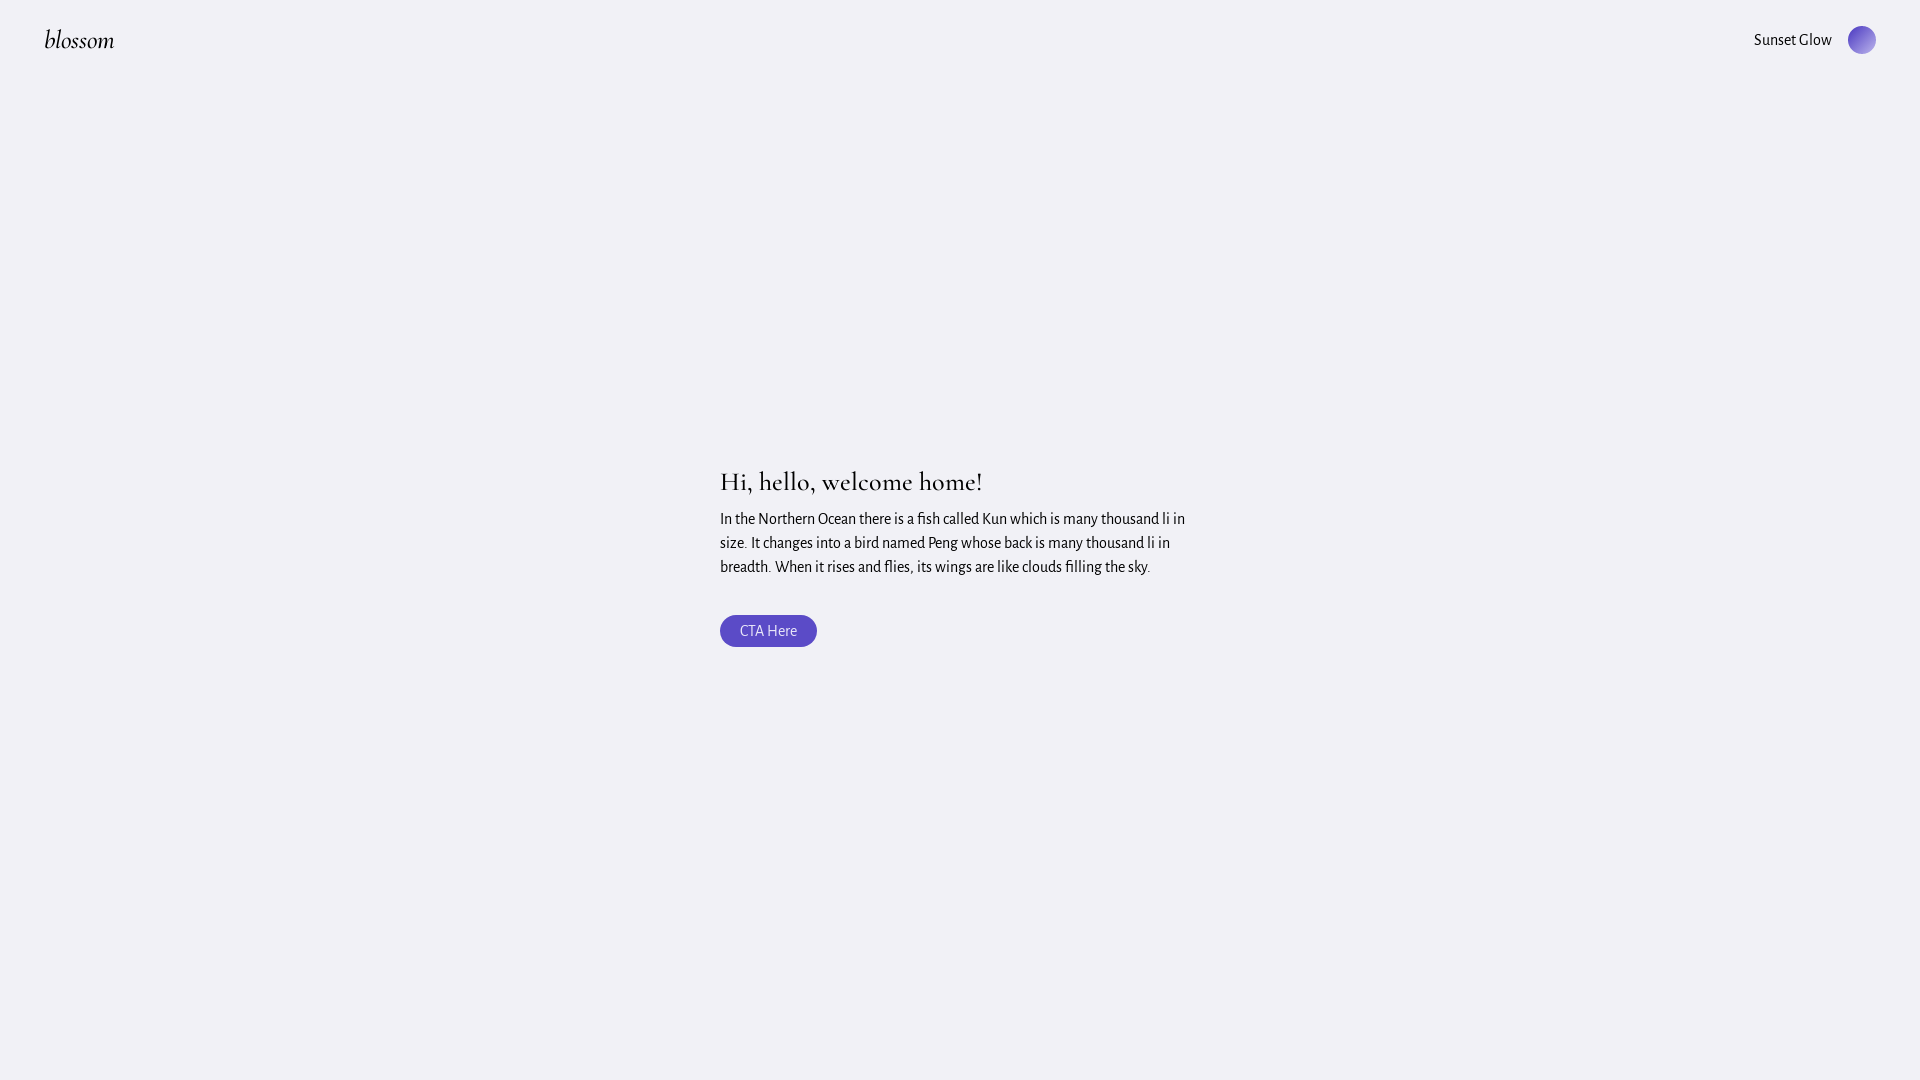 blossom
Sunset Glow
Hi, hello, welcome home!
In the Northern Ocean there is a fish called Kun which is many thousand li in
size. It changes into a bird named Peng whose back is many thousand li in
breadth. When it rises and flies, its wings are like clouds filling the sky.
CTA Here